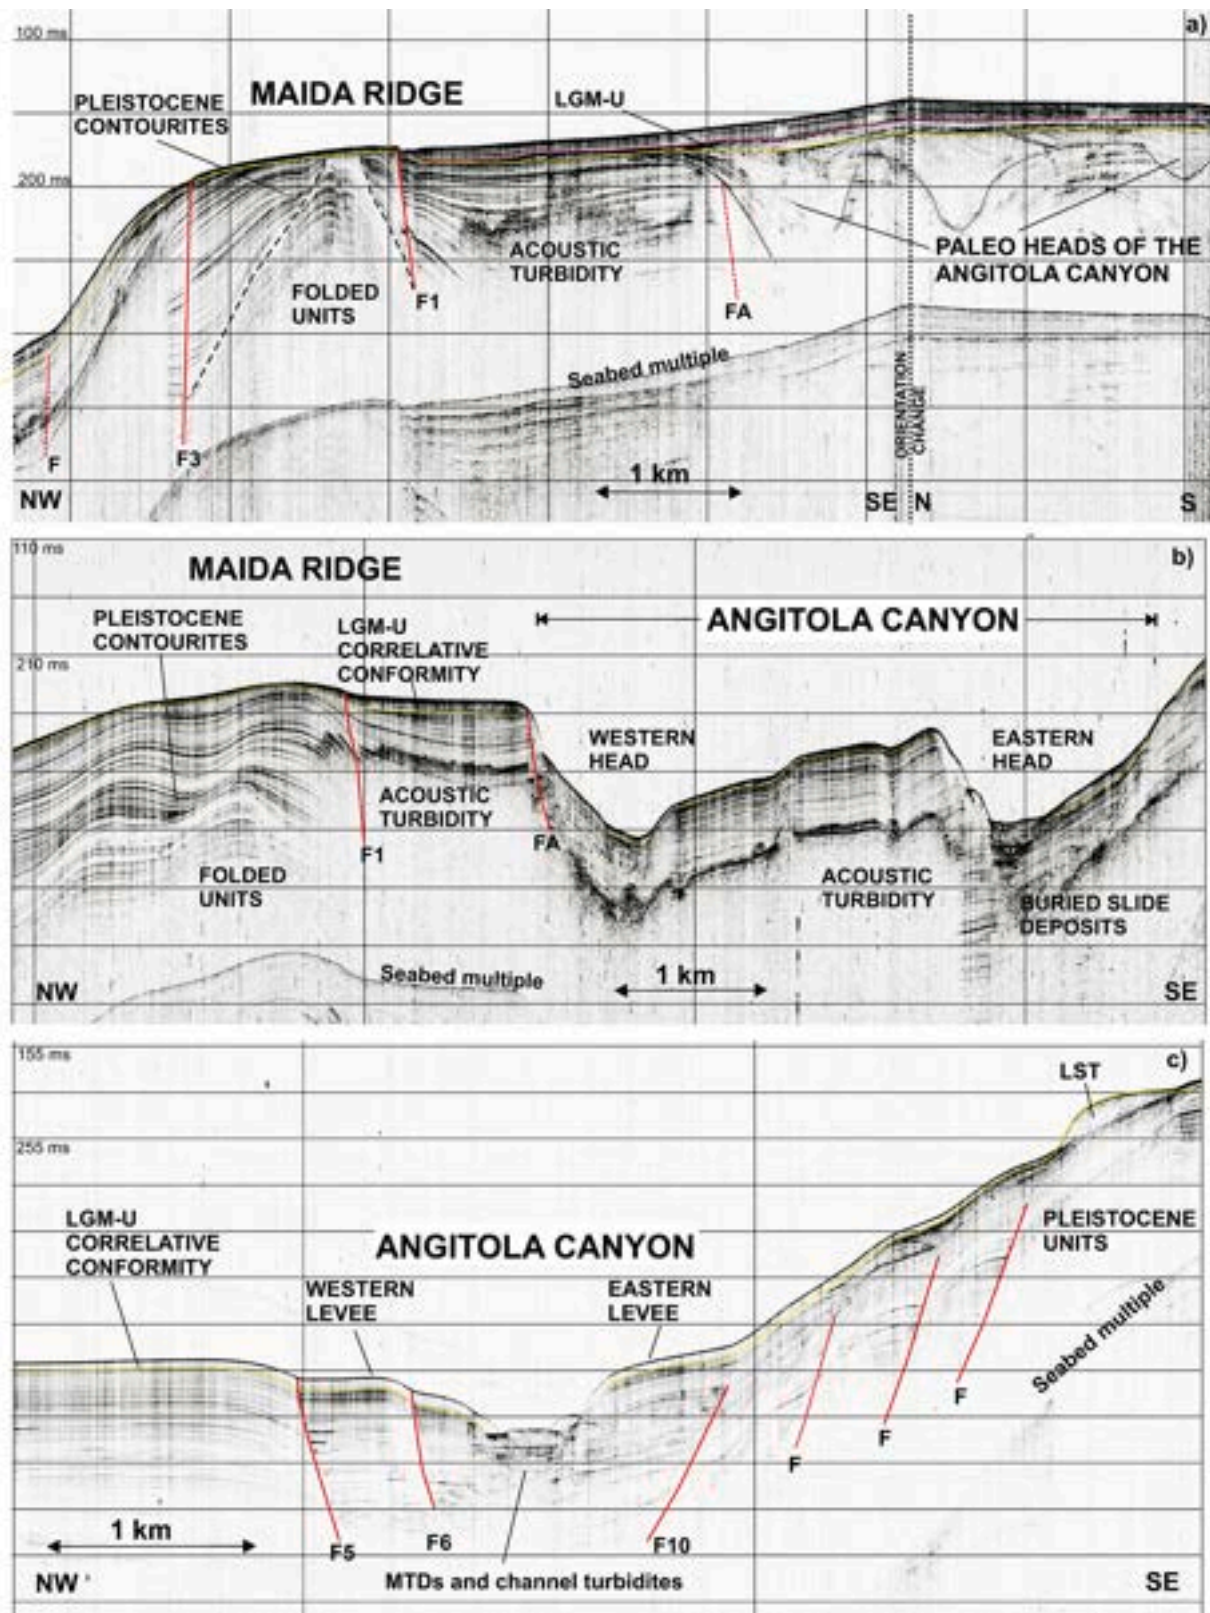 100 ms
a)
MAIDA RIDGE
PLEISTOCENE
CONTOURITES
LGM-U
200 ms
ACOUSTIC
TURBIDITY
PALEO HEADS OF THE
ANGITOLA CANYON
FOLDED
UNITS
F1
FA
Seabed multiple
ORIENTATION
CHANGE
F
F3
1 km
NW
SE
N
S
110 ms
b)
MAIDA RIDGE
PLEISTOCENE
CONTOURITES
LGM-U
CORRELATIVE
CONFORMITY
ANGITOLA CANYON
210 ms
WESTERN
HEAD
EASTERN
HEAD
ACOUSTIC
TURBIDITY
FA
F1
FOLDED
UNITS
ACOUSTIC
TURBIDITY
BURIED SLIDE
DEPOSITS
Seabed multiple
1 km
NW
SE
155 ms
c)
LST
255 ms
LGM-U
CORRELATIVE
CONFORMITY
ANGITOLA CANYON
PLEISTOCENE
UNITS
WESTERN
LEVEE
EASTERN
LEVEE
Seabed multiple
F
F
F
1 km
F5
F6
F10
NW
MTDs and channel turbidites
SE